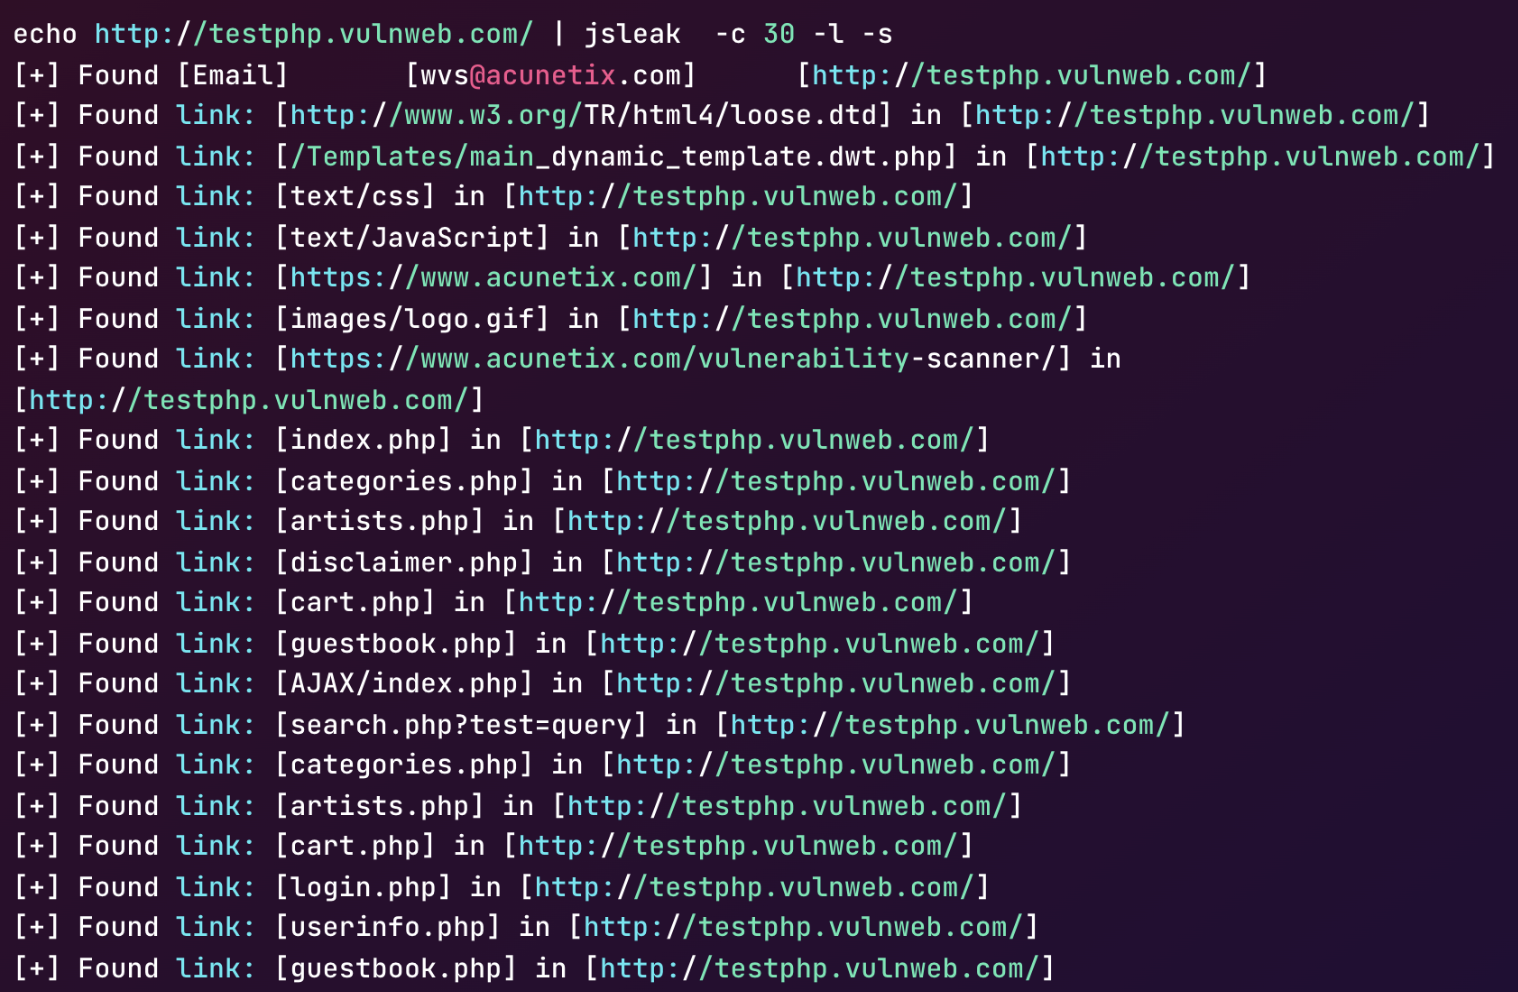 echo http://testphp.vulnweb.com/ | jsleak  -c 30 -l -s
[+] Found [Email]       [wvs@acunetix.com]      [http://testphp.vulnweb.com/]
[+] Found link: [http://www.w3.org/TR/html4/loose.dtd] in [http://testphp.vulnweb.com/]
[+] Found link: [/Templates/main_dynamic_template.dwt.php] in [http://testphp.vulnweb.com/]
[+] Found link: [text/css] in [http://testphp.vulnweb.com/]
[+] Found link: [text/JavaScript] in [http://testphp.vulnweb.com/]
[+] Found link: [https://www.acunetix.com/] in [http://testphp.vulnweb.com/]
[+] Found link: [images/logo.gif] in [http://testphp.vulnweb.com/]
[+] Found link: [https://www.acunetix.com/vulnerability-scanner/] in
[http://testphp.vulnweb.com/]
[+] Found link: [index.php] in [http://testphp.vulnweb.com/]
[+] Found link: [categories.php] in [http://testphp.vulnweb.com/]
[+] Found link: [artists.php] in [http://testphp.vulnweb.com/]
[+] Found link: [disclaimer.php] in [http://testphp.vulnweb.com/]
[+] Found link: [cart.php] in [http://testphp.vulnweb.com/]
[+] Found link: [guestbook.php] in [http://testphp.vulnweb.com/]
[+] Found link: [AJAX/index.php] in [http://testphp.vulnweb.com/]
[+] Found link: [search.php?test=query] in [http://testphp.vulnweb.com/]
[+] Found link: [categories.php] in [http://testphp.vulnweb.com/]
[+] Found link: [artists.php] in [http://testphp.vulnweb.com/]
[+] Found link: [cart.php] in [http://testphp.vulnweb.com/]
[+] Found link: [login.php] in [http://testphp.vulnweb.com/]
[+] Found link: [userinfo.php] in [http://testphp.vulnweb.com/]
[+] Found link: [guestbook.php] in [http://testphp.vulnweb.com/]